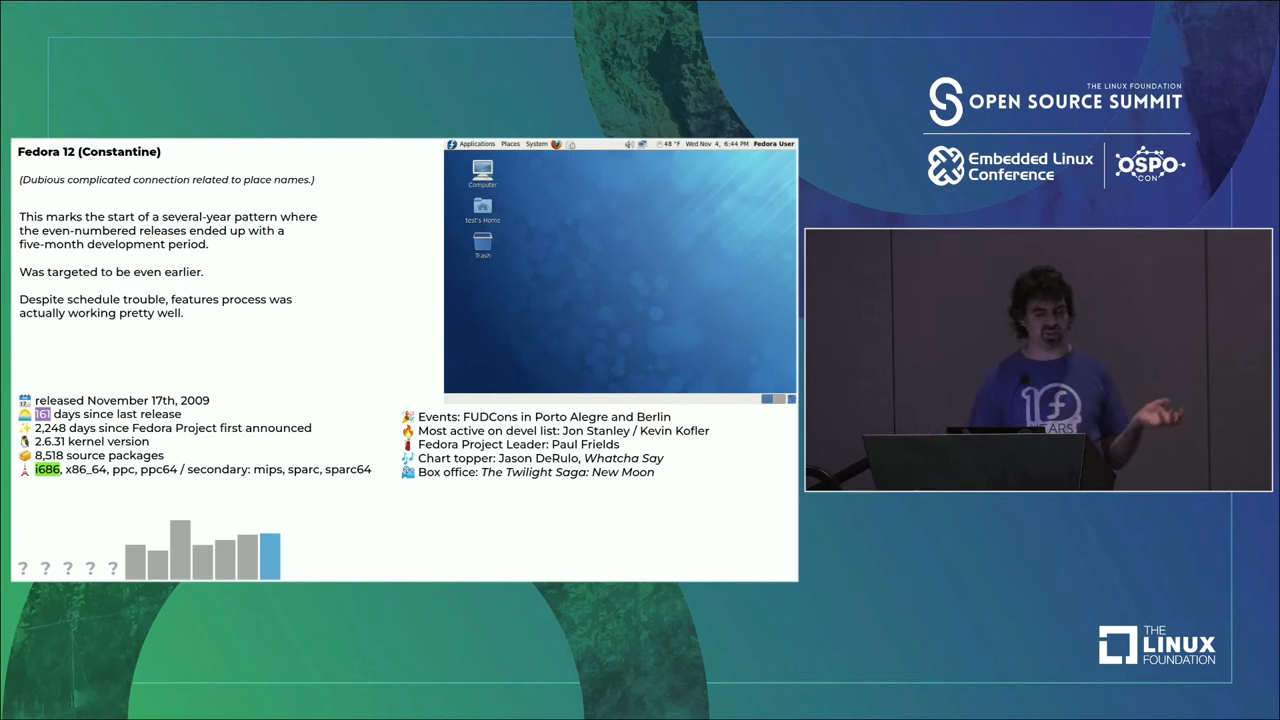 THE LINUX FOUNDATION
OPEN SOURCE SUMMIT
Embedded Linux
Conference
OSPO
CON
Fedora 12 (Constantine)
(Dubious complicated connection related to place names.)
This marks the start of a several-year pattern where
the even-numbered releases ended up with a
five-month development period.
Was targeted to be even earlier.
Despite schedule trouble, features process was
actually working pretty well.
Applications Places System 48 °F Wed Nov 4, 6:44 PM Fedora User
Computer
test's Home
Trash
released November 17th, 2009
161 days since last release
2,248 days since Fedora Project first announced
2.6.31 kernel version
8,518 source packages
i686, x86_64, ppc, ppc64 / secondary: mips, sparc, sparc64
Events: FUDCons in Porto Alegre and Berlin
Most active on devel list: Jon Stanley / Kevin Kofler
Fedora Project Leader: Paul Frields
Chart topper: Jason DeRulo, Whatcha Say
Box office: The Twilight Saga: New Moon
? ? ? ? ?
10
YEARS
THE
LINUX
FOUNDATION